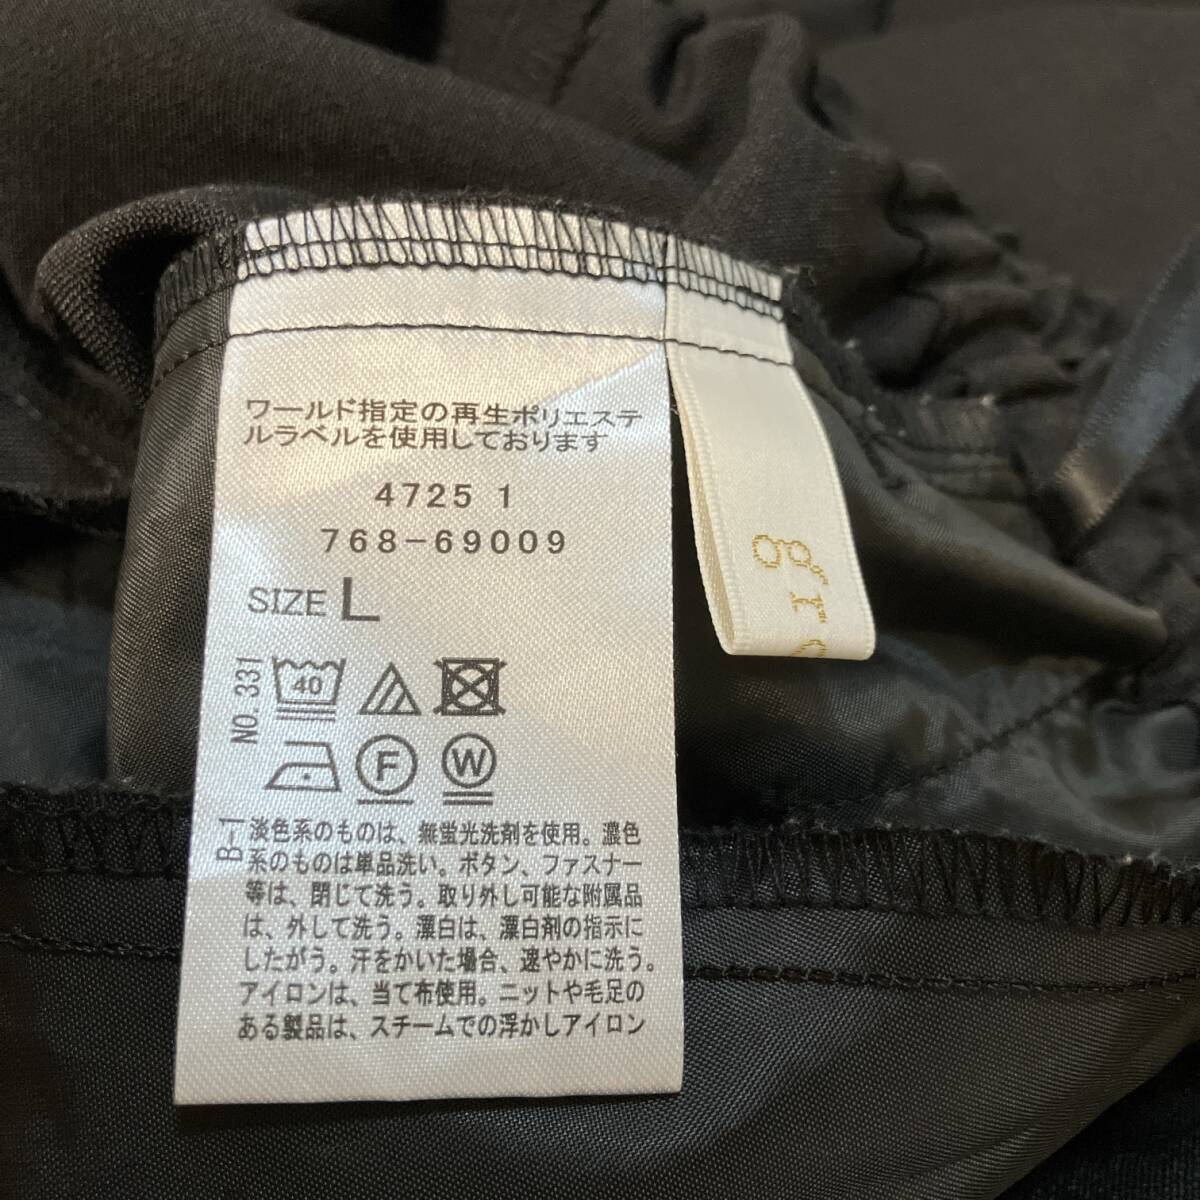 ワールド指定の再生ポリエステ
ルラベルを使用しております
4725 1
768-69009
SIZE L
NO.331
40
F
W
B-1
淡色系のものは、無蛍光洗剤を使用。濃色
系のものは単品洗い。ボタン、ファスナー
等は、閉じて洗う。取り外し可能な附属品
は、外して洗う。漂白は、漂白剤の指示に
したがう。汗をかいた場合、速やかに洗う。
アイロンは、当て布使用。ニットや毛足の
ある製品は、スチームでの浮かしアイロン